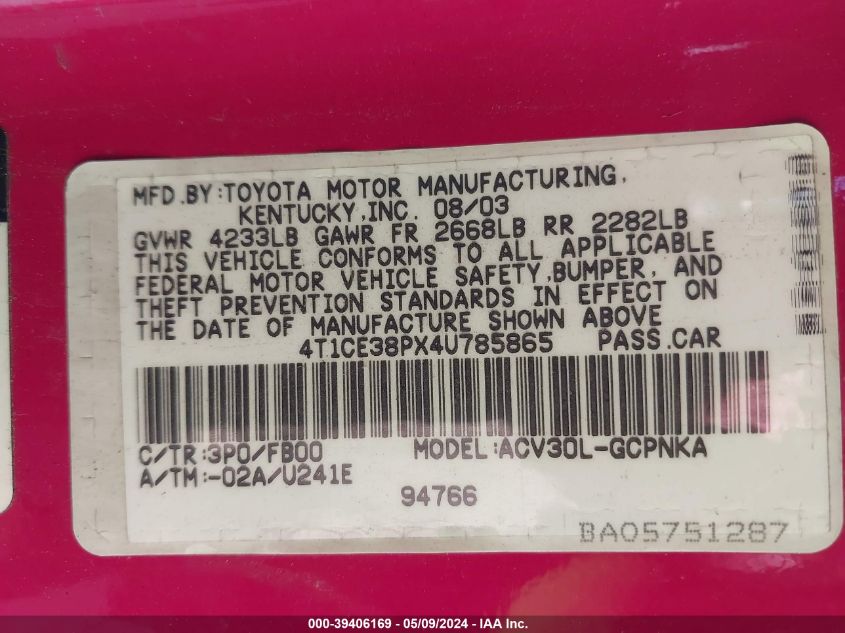 MFD.BY:TOYOTA MOTOR MANUFACTURING,
KENTUCKY,INC. 08/03
GVWR 4233LB GAWR FR 2668LB RR 2282LB
THIS VEHICLE CONFORMS TO ALL APPLICABLE
FEDERAL MOTOR VEHICLE SAFETY,BUMPER, AND
THEFT PREVENTION STANDARDS IN EFFECT ON
THE DATE OF MANUFACTURE SHOWN ABOVE
4T1CE38PX4U785865 PASS.CAR
C/TR:3P0/FB00 MODEL:ACV30L-GCPNKA
A/TM:-02A/U241E
94766
BA05751287
000-39406169 - 05/09/2024 - IAA Inc.